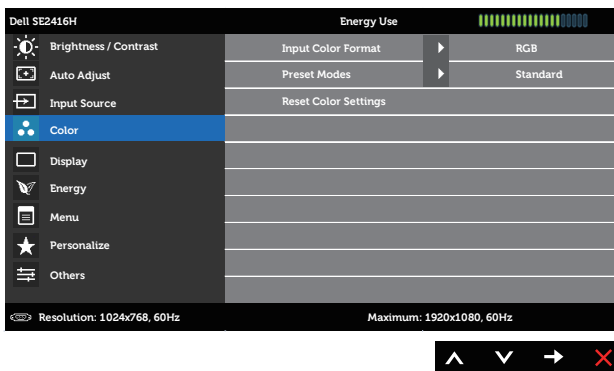 Dell SE2416H Energy Use
Brightness / Contrast
Auto Adjust
Input Source
Color
Display
Energy
Menu
Personalize
Others
Input Color Format RGB
Preset Modes Standard
Reset Color Settings
Resolution: 1024x768, 60Hz Maximum: 1920x1080, 60Hz